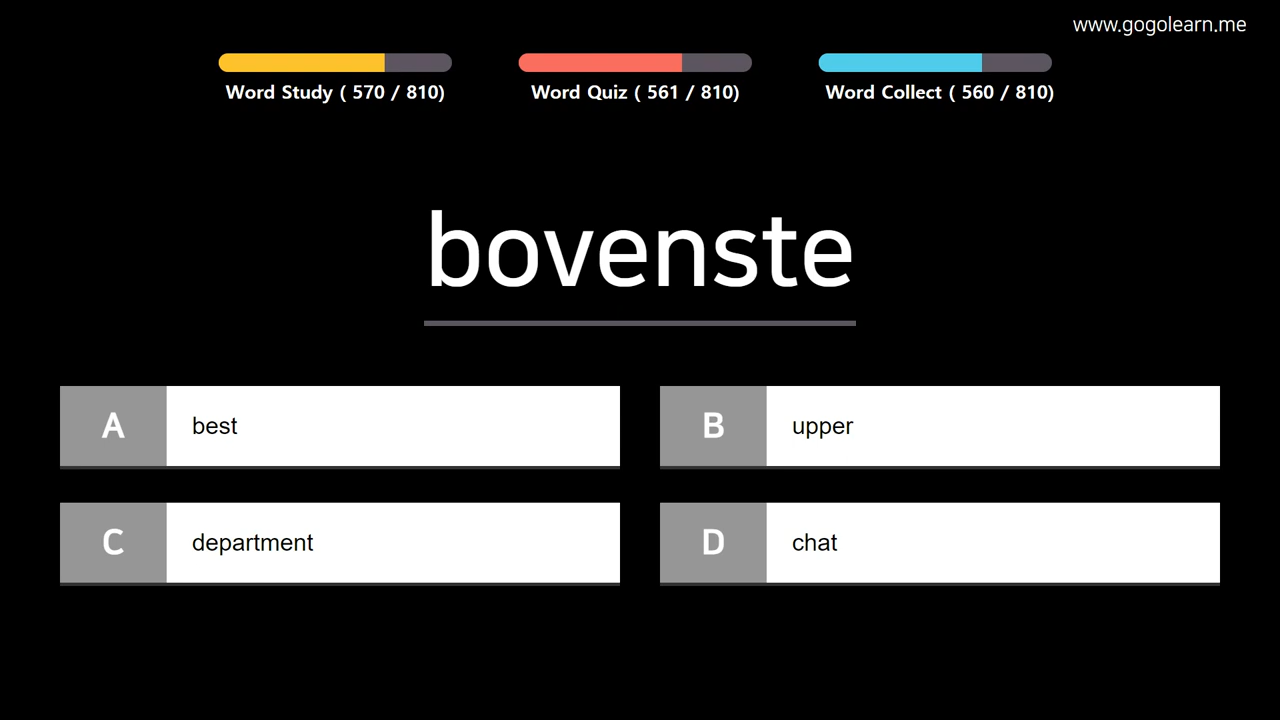 www.gogolearn.me
Word Study ( 570 / 810)
Word Quiz ( 561 / 810)
Word Collect ( 560 / 810)
bovenste
A best
B upper
C department
D chat